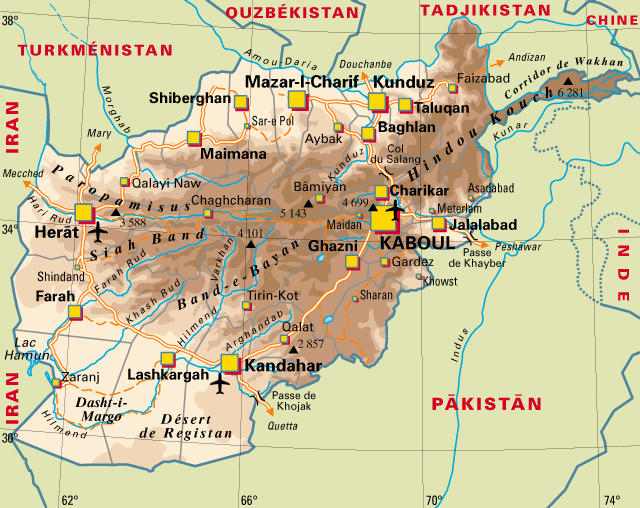 38°
OUZBÉKISTAN
TADJIKISTAN
CHINE
TURKMÉNISTAN
Amou-Daria
Douchanbe
Andizan
Corridor de Wakhan
6 281
Mazar-I-Charif
Kunduz
Faizabad
Shiberghan
Taluqan
Morghab
IRAN
Mary
Sar-e Pol
Aybak
Baghlan
Hindou Kouch
Kunar
Maimana
Kunduz
Col
du Salang
Mecched
Paropamisus
Qalayi Naw
Bāmiyān
Charikar
Asadabad
Hari Rud
Chaghcharan
5 143
4 699
Meterlam
3 588
34°
Herāt
Siah Band
4 101
Maidan
KABOUL
Jalalabad
Peshawar
Passe
de Khayber
Ghazni
Gardez
Khowst
INDE
Shindand
Farah Rud
Varkhan
Band-e-Bayan
Khash Rud
Tirin-Kot
Sharan
Farah
Hilmend
Arghandab
Qalat
2 857
Indus
Lac
Hamun
Zaranj
Lashkargah
Kandahar
IRAN
Dasht-i-
Margo
Désert
de Registan
Passe de
Khojak
Quetta
PĀKISTĀN
Hilmend
30°
62°
66°
70°
74°